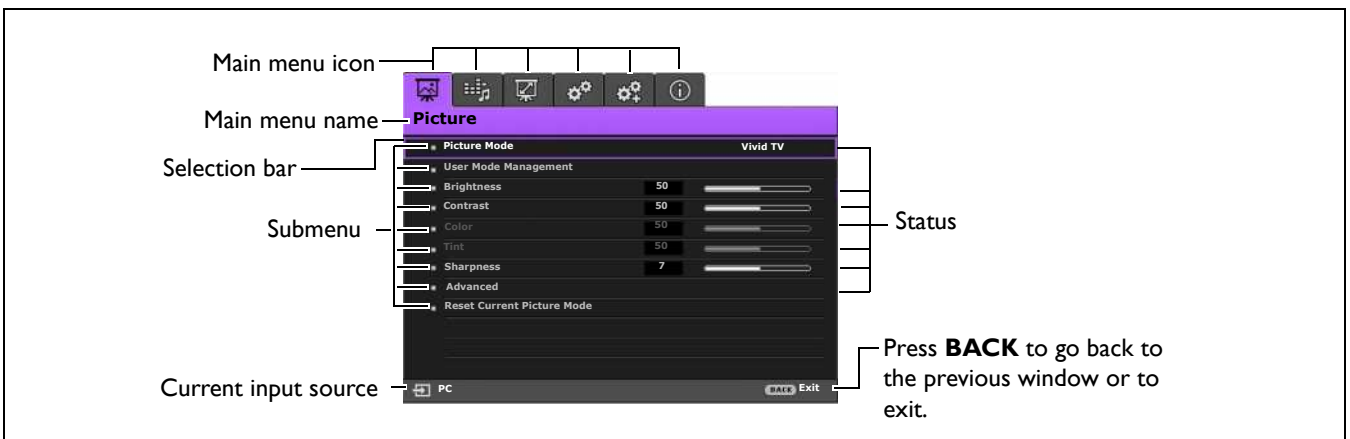 Main menu icon
Main menu name
Picture
Selection bar
Picture Mode Vivid TV
User Mode Management
Brightness 50
Contrast 50
Submenu
Color 50
Status
Tint 50
Sharpness 7
Advanced
Reset Current Picture Mode
Press BACK to go back to
the previous window or to
exit.
Current input source
PC
BACK Exit